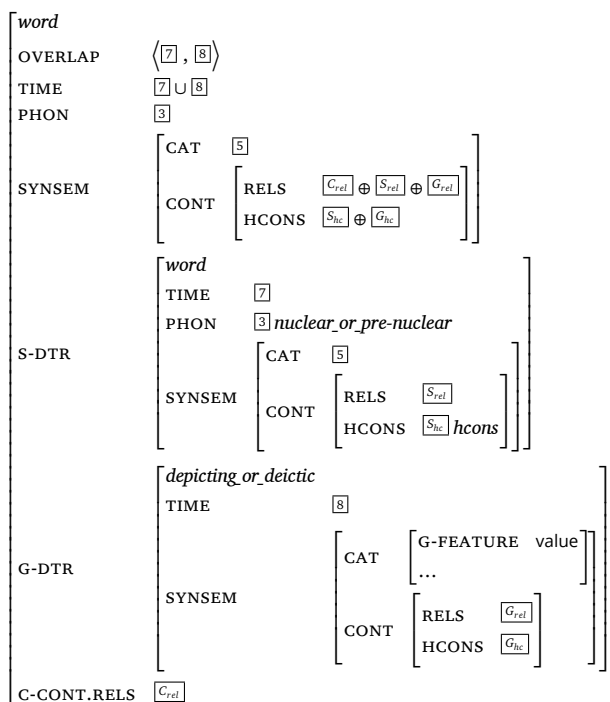 word
OVERLAP ⟨ 7 , 8 ⟩
TIME 7 ∪ 8
PHON 3
CAT 5
SYNSEM
CONT
RELS C_rel ⊕ S_rel ⊕ G_rel
HCONS S_hc ⊕ G_hc
word
TIME 7
PHON 3 nuclear_or_pre-nuclear
S-DTR
CAT 5
SYNSEM
CONT
RELS S_rel
HCONS S_hc hcons
depicting_or_deictic
TIME 8
G-DTR
CAT
G-FEATURE value
...
SYNSEM
CONT
RELS G_rel
HCONS G_hc
C-CONT.RELS C_rel